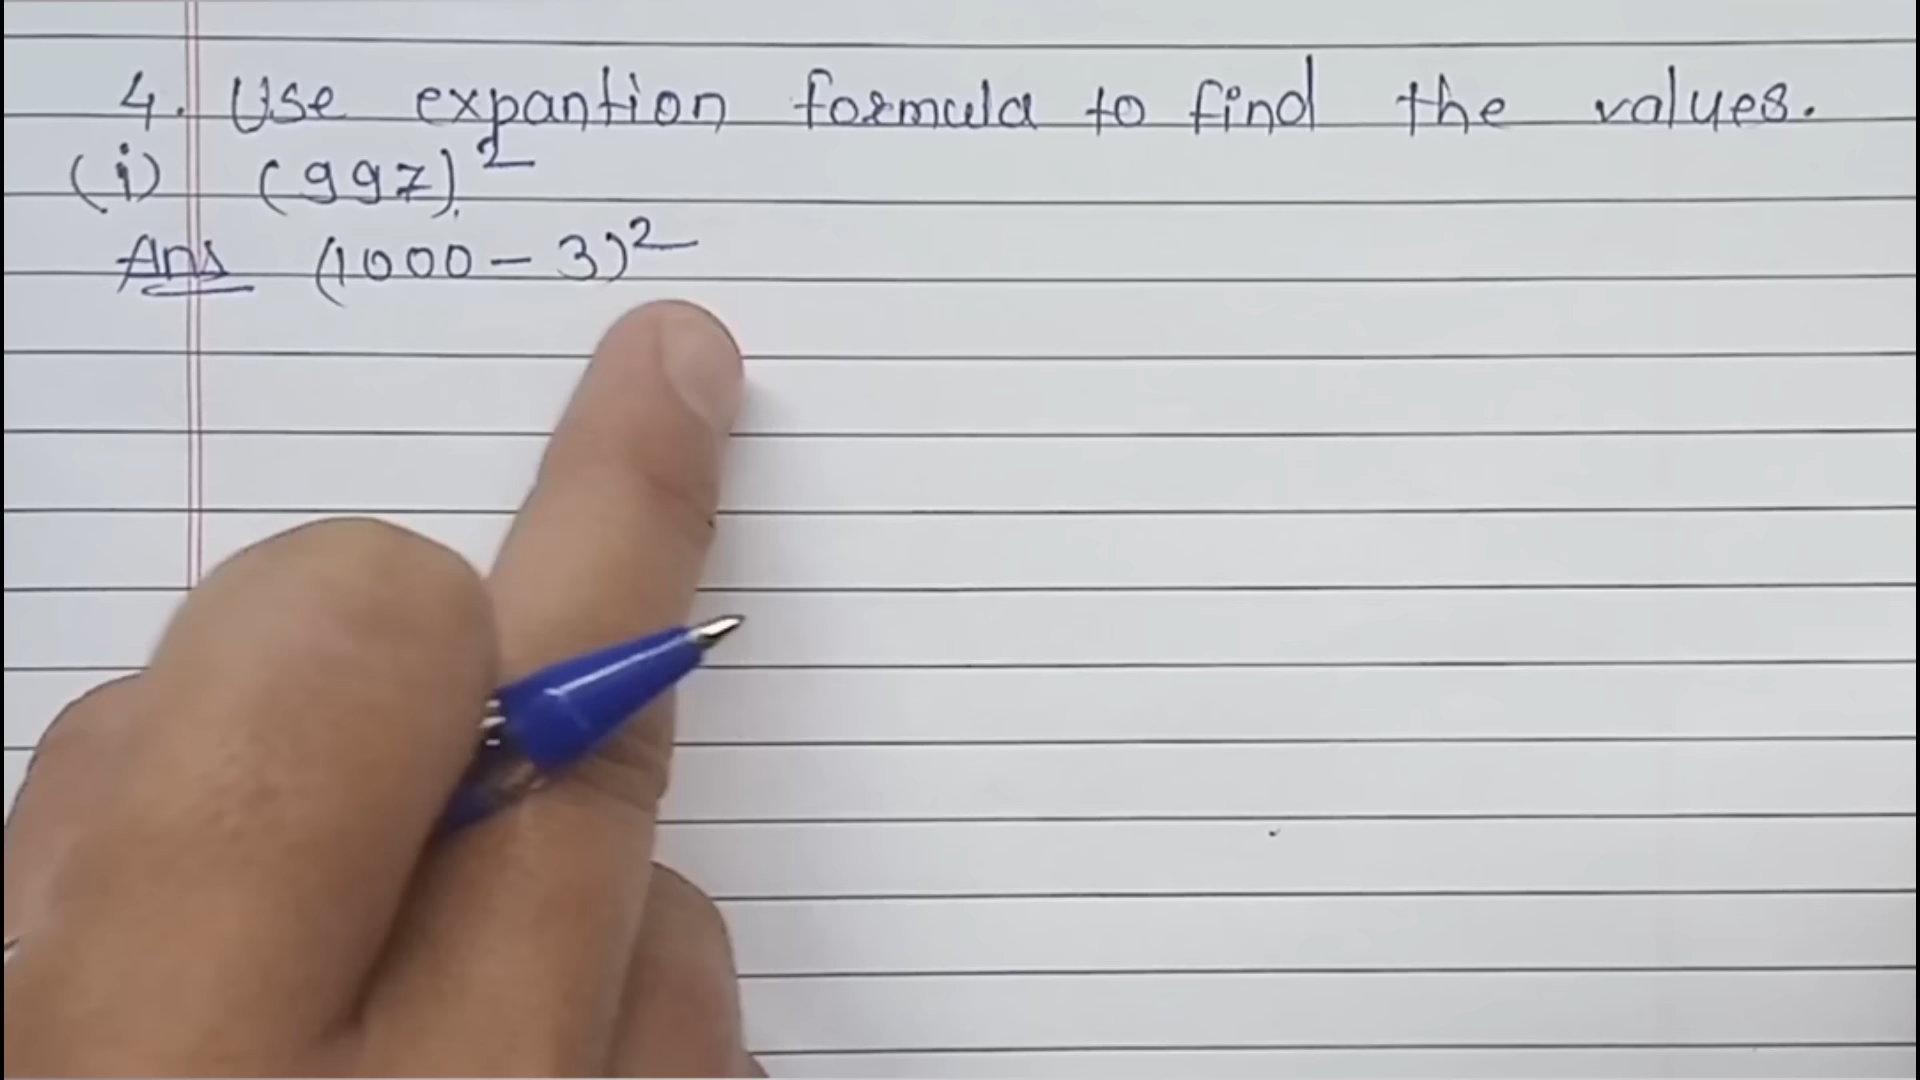 4. Use expantion formula to find the values.
(i) (997)²
Ans (1000 - 3)²